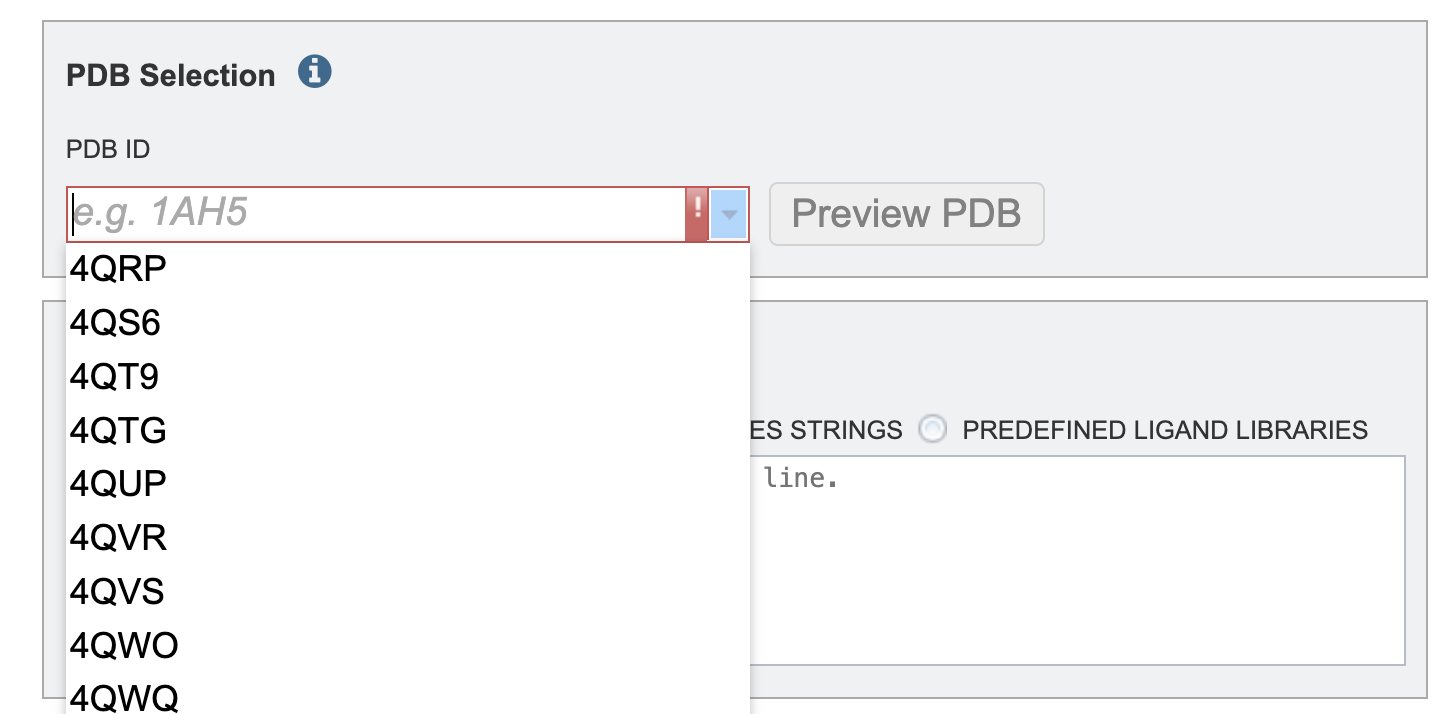 PDB Selection
PDB ID
e.g. 1AH5 !
Preview PDB
4QRP
4QS6
4QT9
4QTG
4QUP
4QVR
4QVS
4QWO
4QWQ
ES STRINGS
PREDEFINED LIGAND LIBRARIES
line.